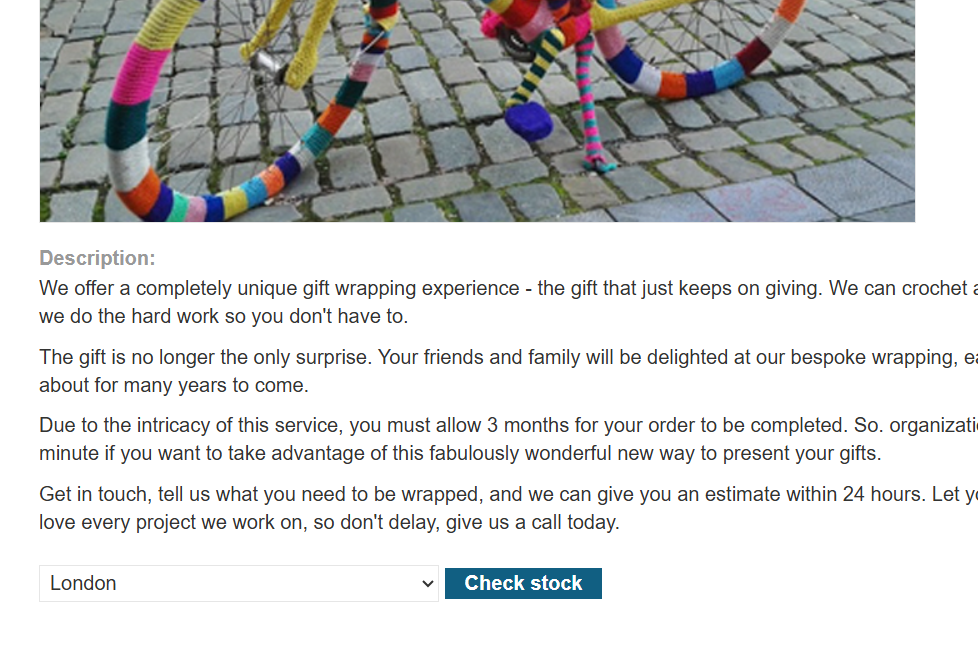 Description:
We offer a completely unique gift wrapping experience - the gift that just keeps on giving. We can crochet
we do the hard work so you don't have to.
The gift is no longer the only surprise. Your friends and family will be delighted at our bespoke wrapping,
about for many years to come.
Due to the intricacy of this service, you must allow 3 months for your order to be completed. So. organizati
minute if you want to take advantage of this fabulously wonderful new way to present your gifts.
Get in touch, tell us what you need to be wrapped, and we can give you an estimate within 24 hours. Let
love every project we work on, so don't delay, give us a call today.
London
Check stock